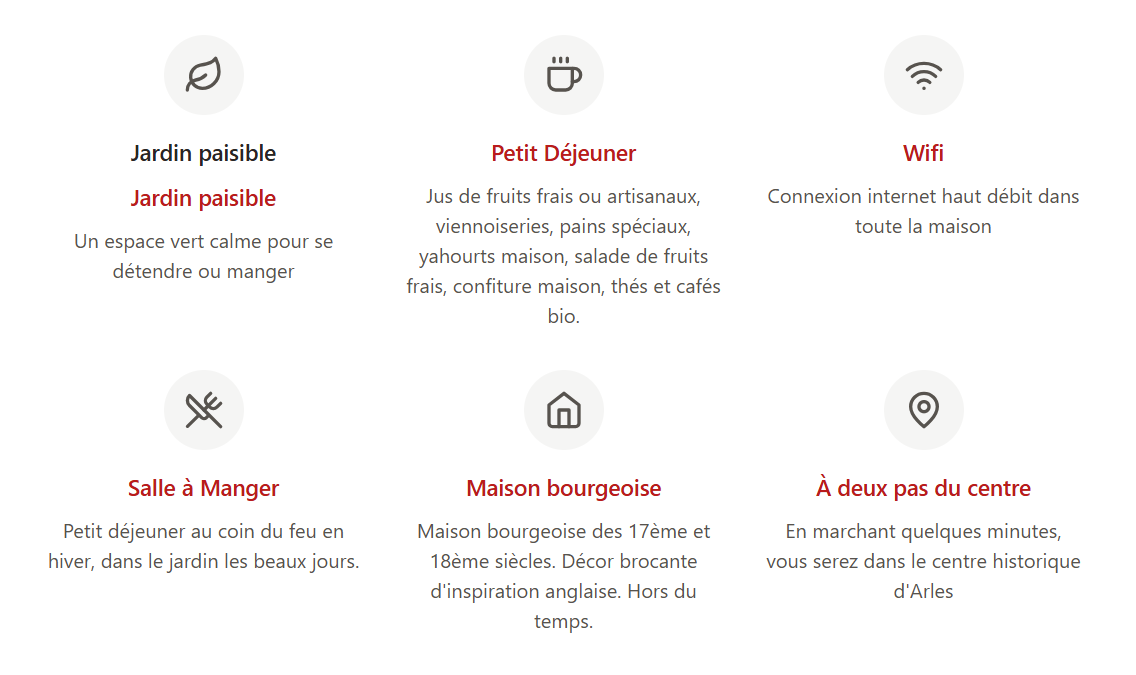 Jardin paisible
Jardin paisible
Un espace vert calme pour se
détendre ou manger
Petit Déjeuner
Jus de fruits frais ou artisanaux,
viennoiseries, pains spéciaux,
yahourts maison, salade de fruits
frais, confiture maison, thés et cafés
bio.
Wifi
Connexion internet haut débit dans
toute la maison
Salle à Manger
Petit déjeuner au coin du feu en
hiver, dans le jardin les beaux jours.
Maison bourgeoise
Maison bourgeoise des 17ème et
18ème siècles. Décor brocante
d'inspiration anglaise. Hors du
temps.
À deux pas du centre
En marchant quelques minutes,
vous serez dans le centre historique
d'Arles